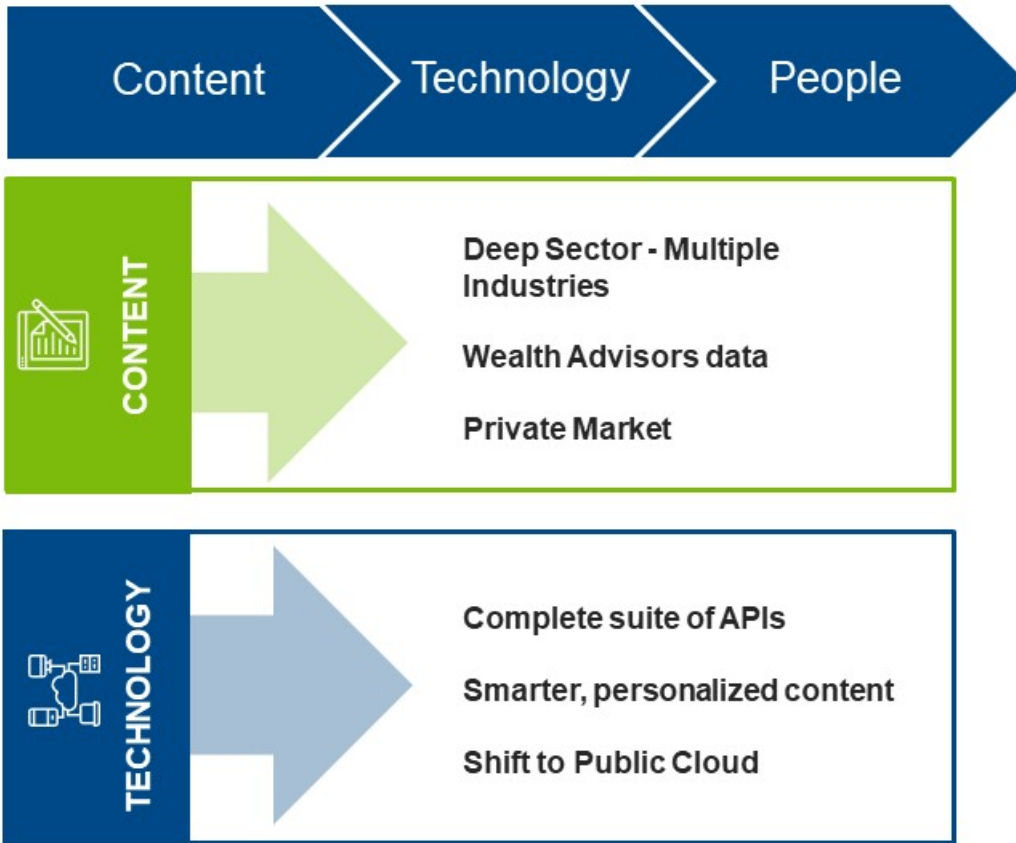 Content
Technology
People
CONTENT
Deep Sector - Multiple
Industries
Wealth Advisors data
Private Market
TECHNOLOGY
Complete suite of APIs
Smarter, personalized content
Shift to Public Cloud